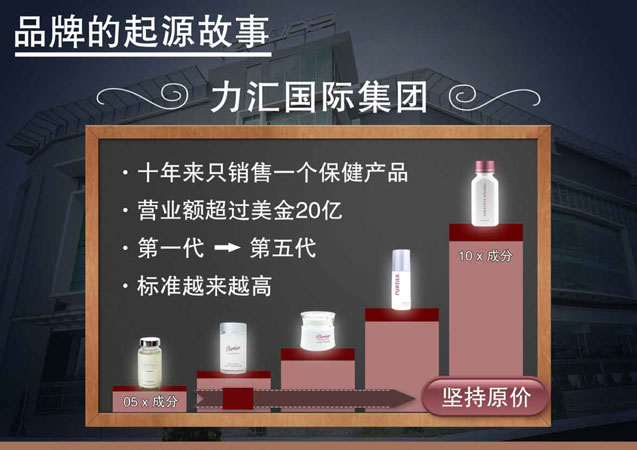 品牌的起源故事
力汇国际集团
·十年来只销售一个保健产品
·营业额超过美金20亿
·第一代 ➡ 第五代
·标准越来越高
10 x 成分
PURTIER
Purtier
05 x 成分
坚持原价